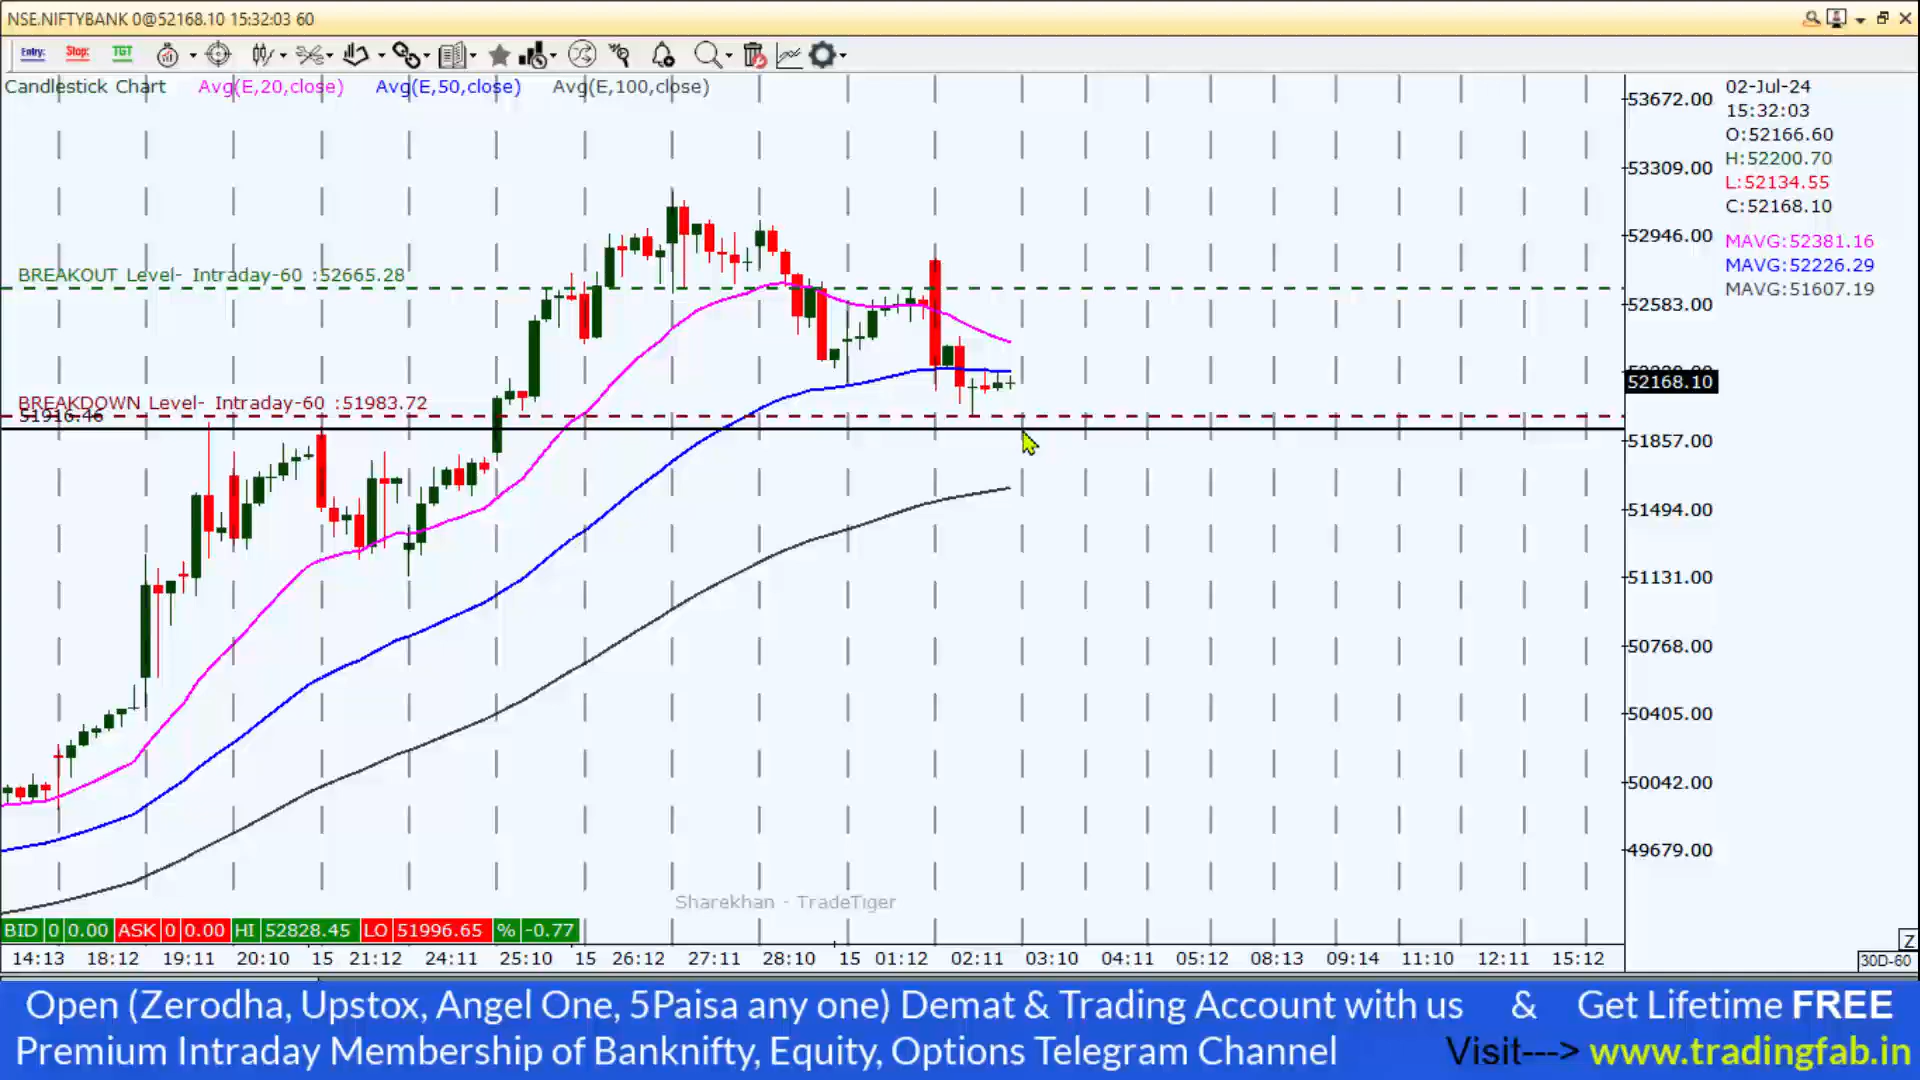 NSE.NIFTYBANK 0@52168.10 15:32:03 60
Entry: Stop: TGT
Candlestick Chart Avg(E,20,close) Avg(E,50,close) Avg(E,100,close)
02-Jul-24
15:32:03
O:52166.60
H:52200.70
L:52134.55
C:52168.10
MAVG:52381.16
MAVG:52226.29
MAVG:51607.19
53672.00
53309.00
52946.00
52583.00
52168.10
51857.00
51494.00
51131.00
50768.00
50405.00
50042.00
49679.00
BREAKOUT Level- Intraday-60 :52665.28
BREAKDOWN Level- Intraday-60 :51983.72
51916.46
Sharekhan - TradeTiger
BID 0 0.00 ASK 0 0.00 HI 52828.45 LO 51996.65 % -0.77
Z
14:13 18:12 19:11 20:10 15 21:12 24:11 25:10 15 26:12 27:11 28:10 15 01:12 02:11 03:10 04:11 05:12 08:13 09:14 11:10 12:11 15:12
30D-60
Open (Zerodha, Upstox, Angel One, 5Paisa any one) Demat & Trading Account with us & Get Lifetime FREE
Premium Intraday Membership of Banknifty, Equity, Options Telegram Channel Visit---> www.tradingfab.in